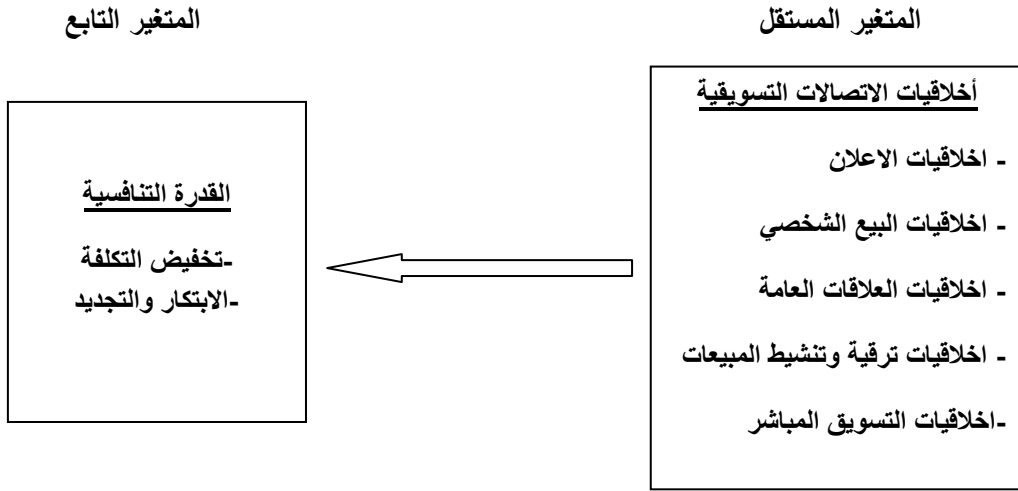 المتغير المستقل
المتغير التابع
أخلاقيات الاتصالات التسويقية
- اخلاقيات الاعلان
- اخلاقيات البيع الشخصي
- اخلاقيات العلاقات العامة
- اخلاقيات ترقية وتنشيط المبيعات
-اخلاقيات التسويق المباشر
القدرة التنافسية
-تخفيض التكلفة
-الابتكار والتجديد